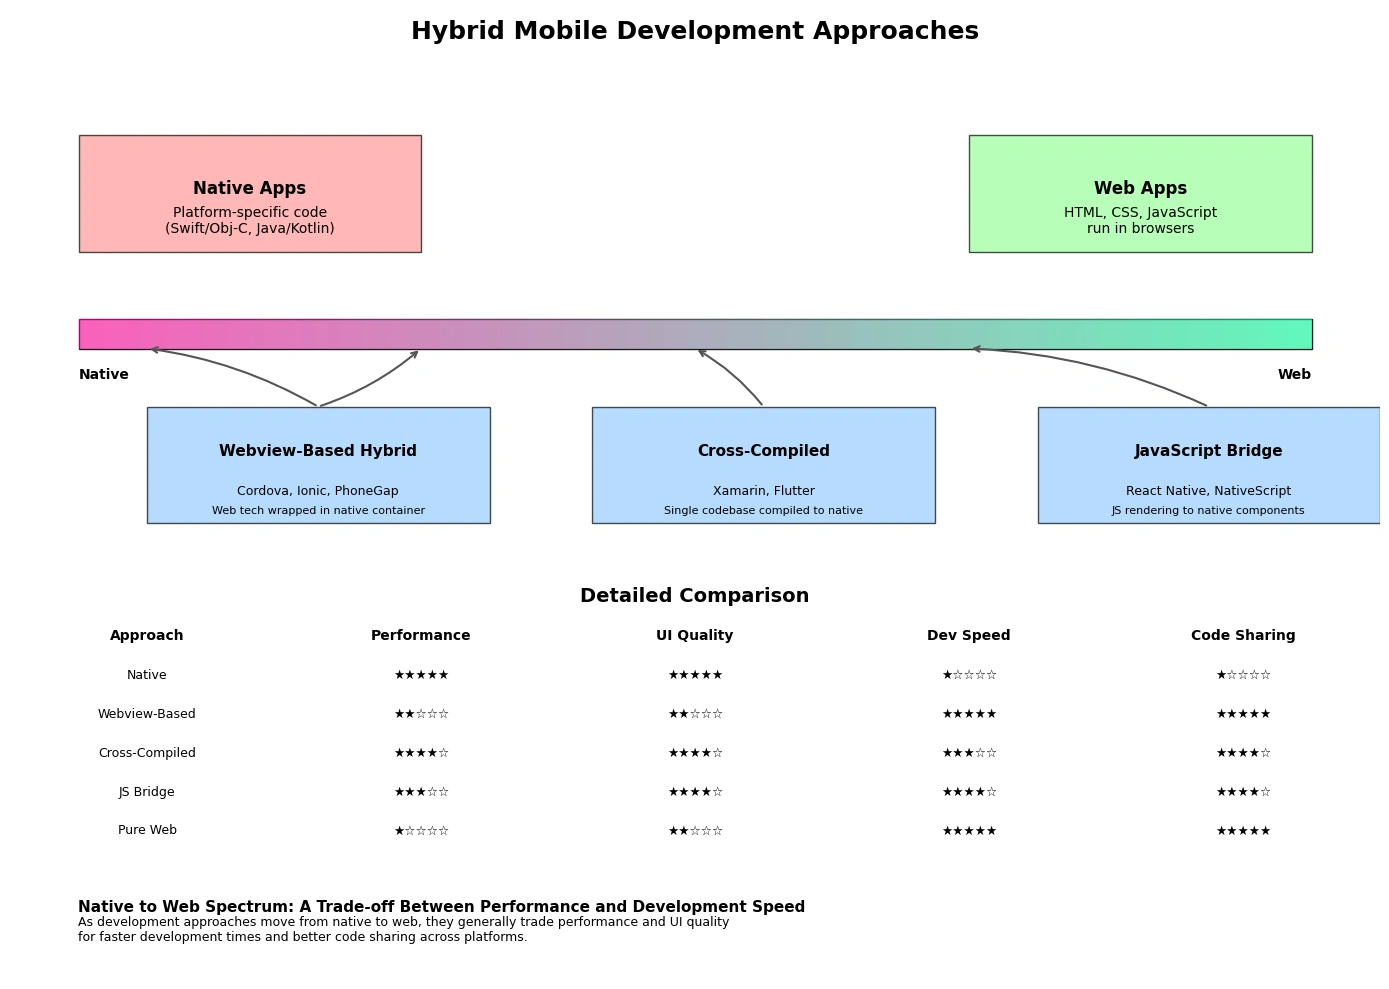 Hybrid Mobile Development Approaches
Native Apps
Platform-specific code
(Swift/Obj-C, Java/Kotlin)
Web Apps
HTML, CSS, JavaScript
run in browsers
Native
Web
Webview-Based Hybrid
Cordova, Ionic, PhoneGap
Web tech wrapped in native container
Cross-Compiled
Xamarin, Flutter
Single codebase compiled to native
JavaScript Bridge
React Native, NativeScript
JS rendering to native components
Detailed Comparison
Approach Performance UI Quality Dev Speed Code Sharing
Native ★★★★★ ★★★★★ ★☆☆☆☆ ★☆☆☆☆
Webview-Based ★★☆☆☆ ★★☆☆☆ ★★★★★ ★★★★★
Cross-Compiled ★★★★☆ ★★★★☆ ★★★☆☆ ★★★★☆
JS Bridge ★★★☆☆ ★★★★☆ ★★★★☆ ★★★★☆
Pure Web ★☆☆☆☆ ★★☆☆☆ ★★★★★ ★★★★★
Native to Web Spectrum: A Trade-off Between Performance and Development Speed
As development approaches move from native to web, they generally trade performance and UI quality
for faster development times and better code sharing across platforms.